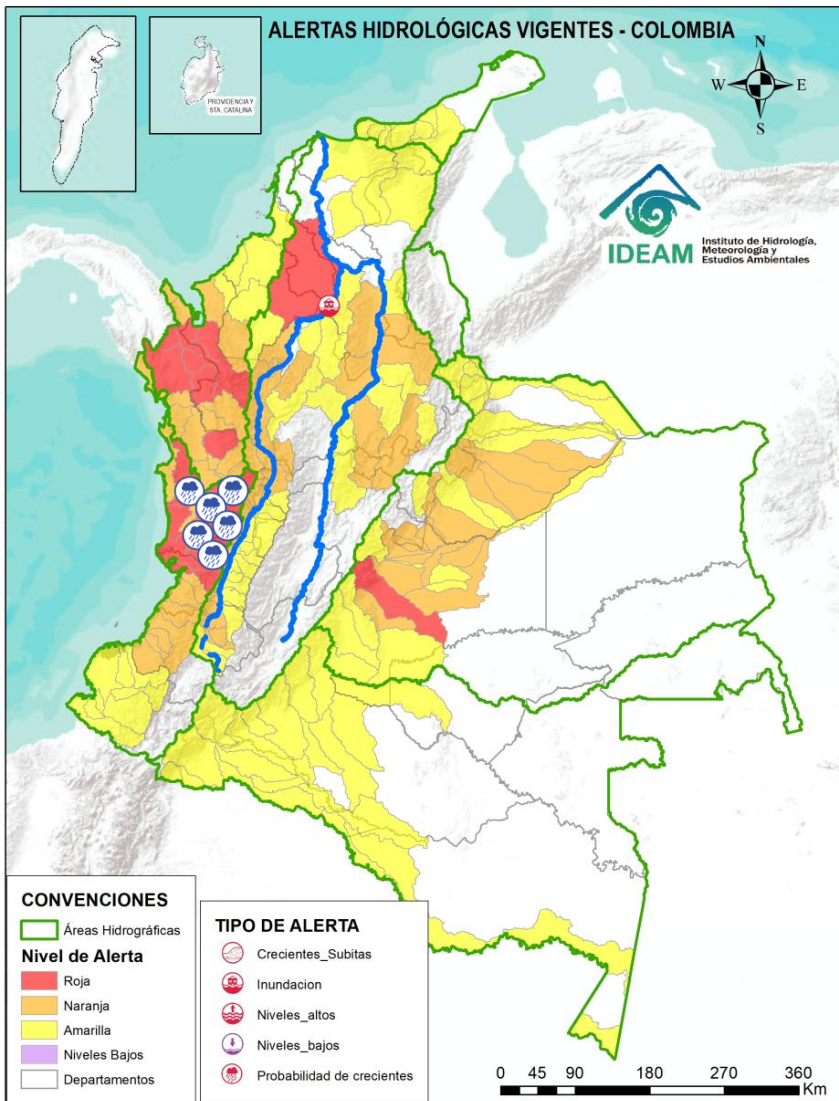 ALERTAS HIDROLÓGICAS VIGENTES - COLOMBIA
PROVIDENCIA Y
STA. CATALINA
N
W
E
S
IDEAM
Instituto de Hidrología,
Meteorología y
Estudios Ambientales
CONVENCIONES
Áreas Hidrográficas
Nivel de Alerta
Roja
Naranja
Amarilla
Niveles Bajos
Departamentos
TIPO DE ALERTA
Crecientes_Subitas
Inundacion
Niveles_altos
Niveles_bajos
Probabilidad de crecientes
0 45 90 180 270 360
Km